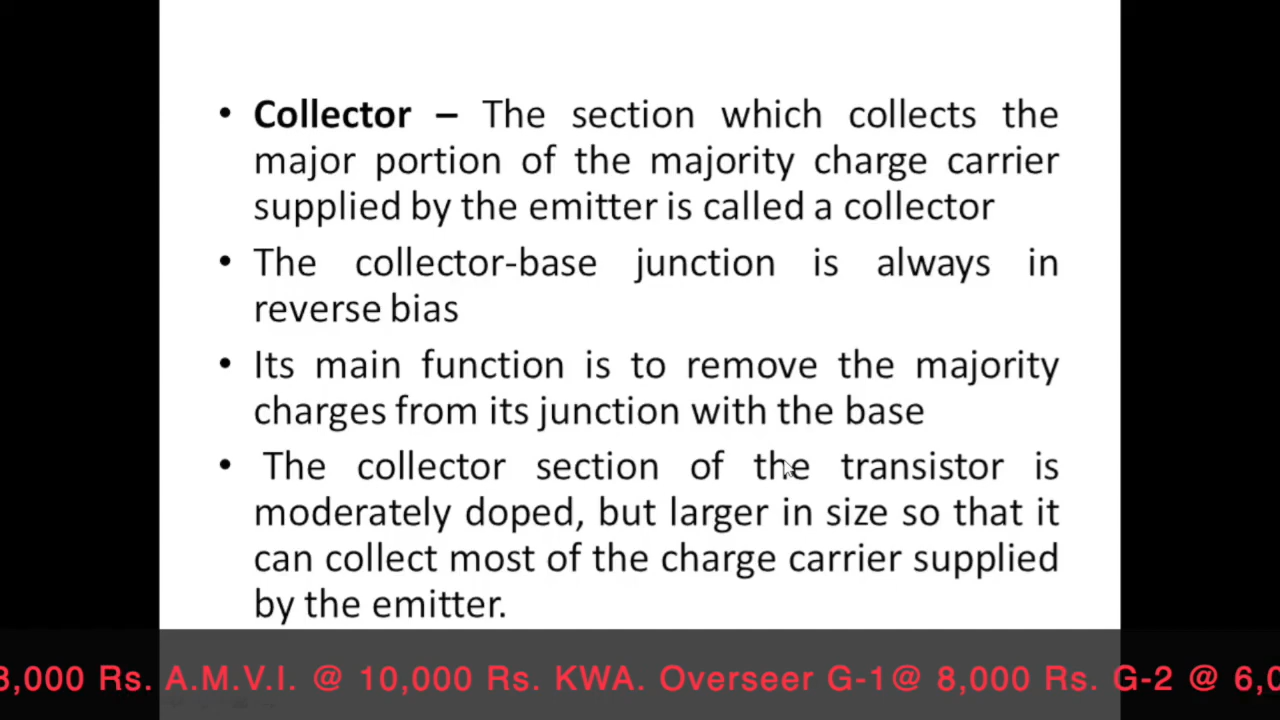 • Collector – The section which collects the
major portion of the majority charge carrier
supplied by the emitter is called a collector
• The collector-base junction is always in
reverse bias
• Its main function is to remove the majority
charges from its junction with the base
• The collector section of the transistor is
moderately doped, but larger in size so that it
can collect most of the charge carrier supplied
by the emitter.
,000 Rs. A.M.V.I. @ 10,000 Rs. KWA. Overseer G-1@ 8,000 Rs. G-2 @ 6,0